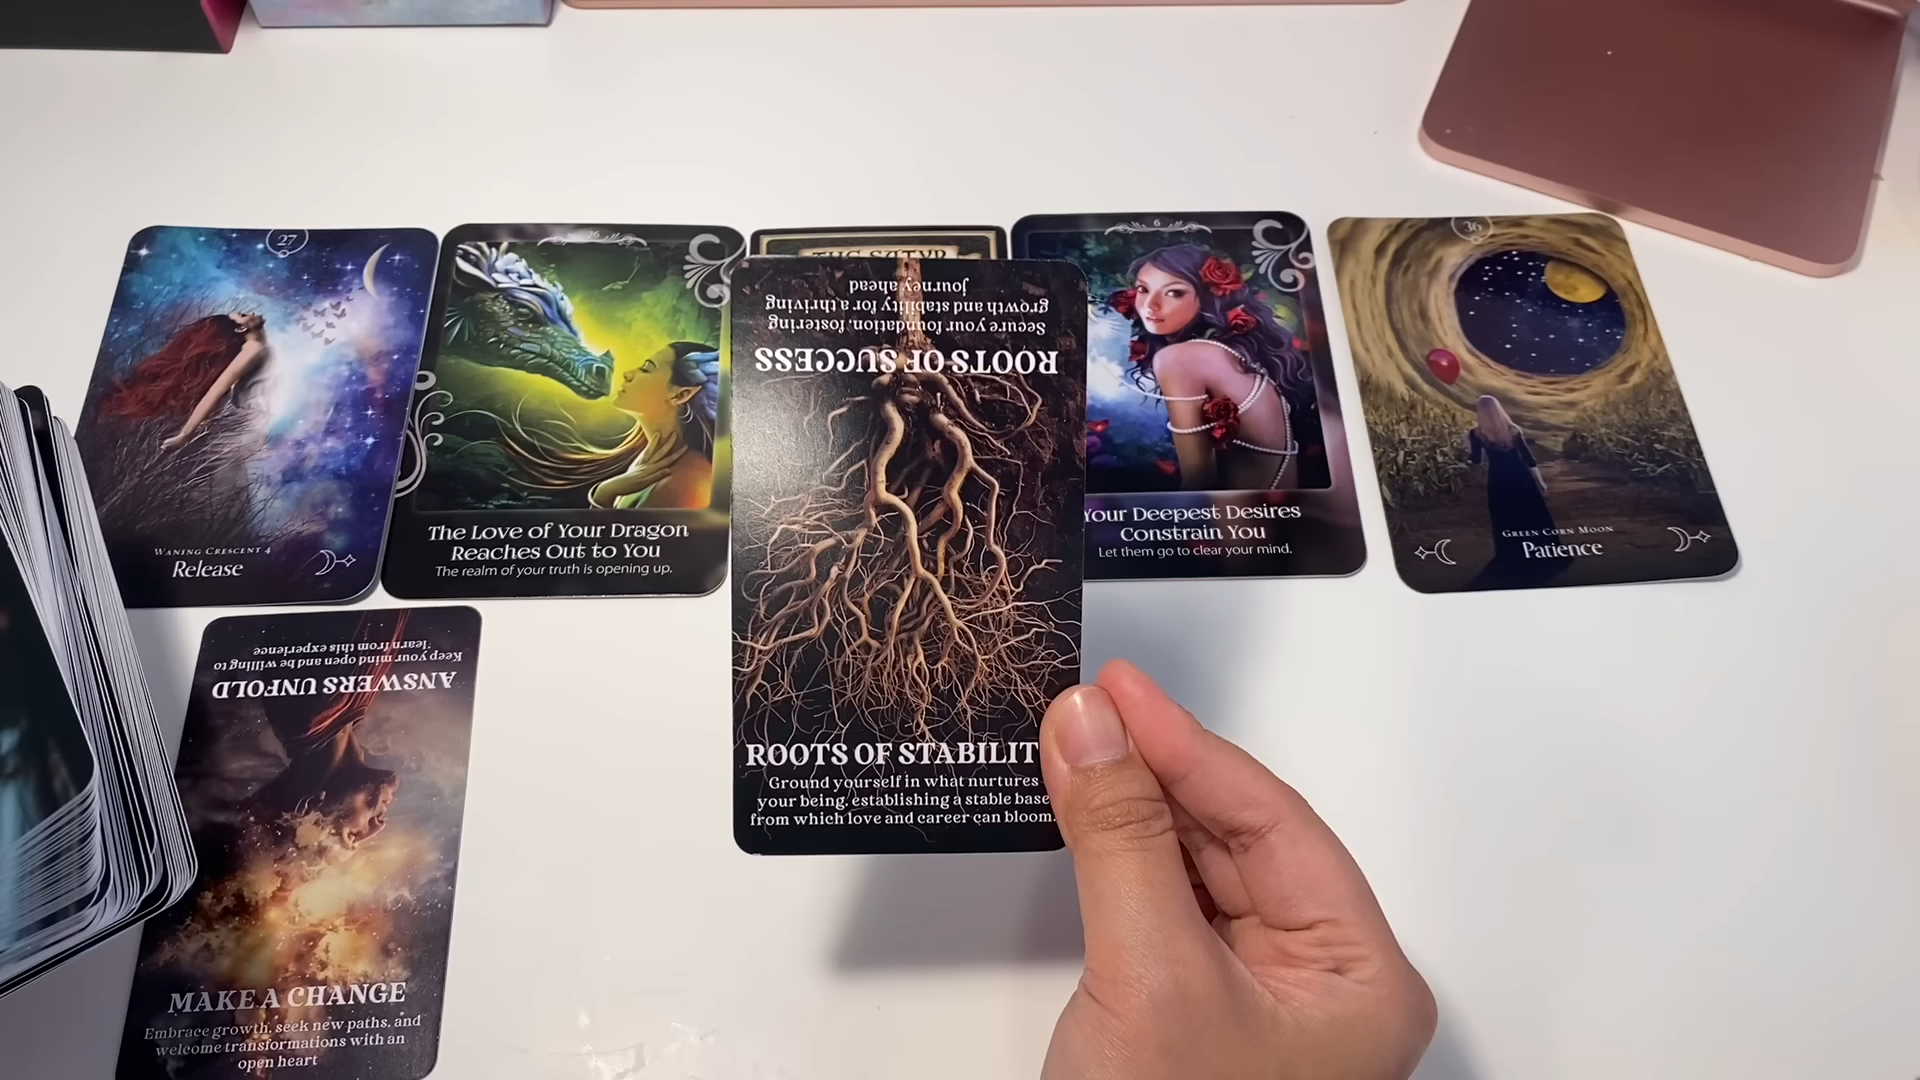 27
WANING CRESCENT 4
Release
26
The Love of Your Dragon
Reaches Out to You
The realm of your truth is opening up.
THE SATYR
ROOTS OF SUCCESS
Secure your foundation, fostering
growth and stability for a thriving
journey ahead
ROOTS OF STABILIT
Ground yourself in what nurtures
your being, establishing a stable base
from which love and career can bloom.
6
Your Deepest Desires
Constrain You
Let them go to clear your mind.
36
GREEN CORN MOON
Patience
ANSWERS UNFOLD
Keep your mind open and be willing to
learn from this experience
MAKE A CHANGE
Embrace growth, seek new paths, and
welcome transformations with an
open heart